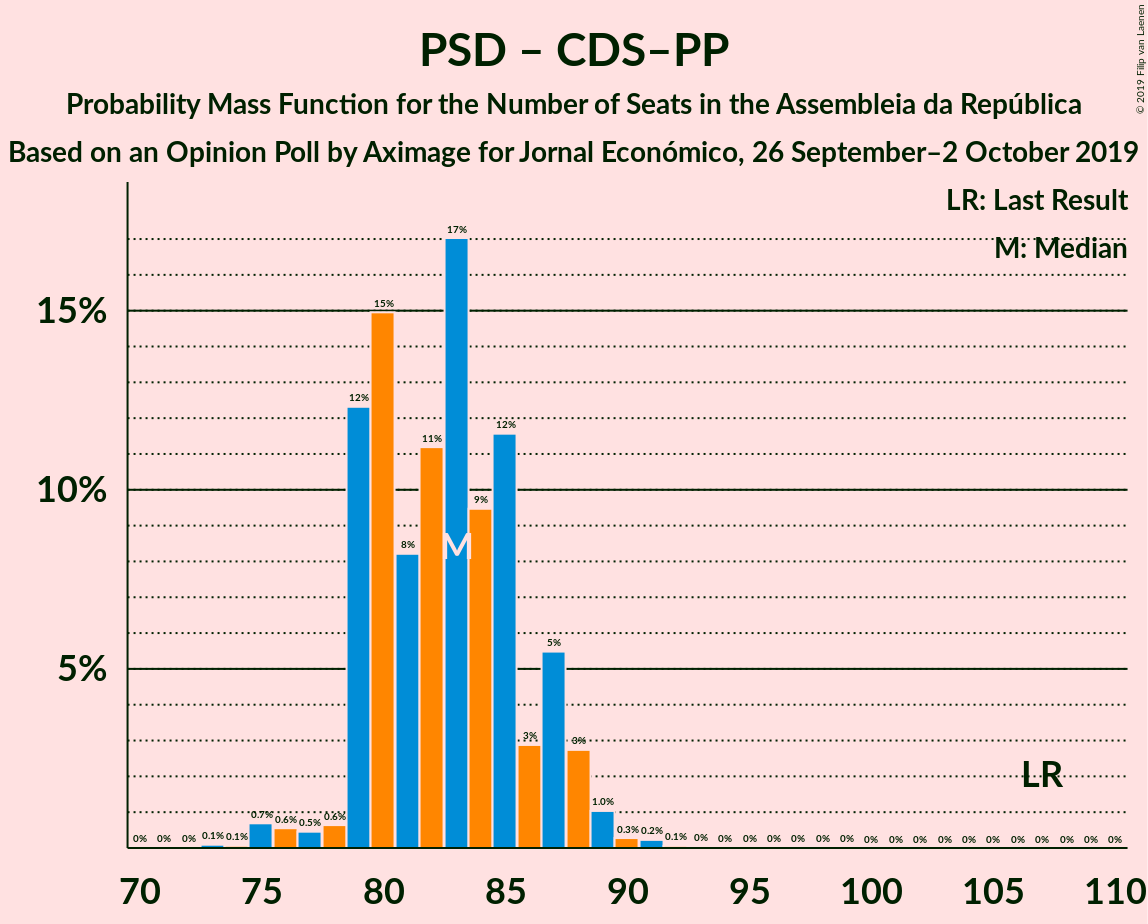 PSD – CDS–PP
Probability Mass Function for the Number of Seats in the Assembleia da República
Based on an Opinion Poll by Aximage for Jornal Económico, 26 September–2 October 2019
© 2019 Filip van Laenen
LR: Last Result
M: Median
15%
10%
5%
0% 0% 0% 0.1% 0.1% 0.7% 0.6% 0.5% 0.6% 12% 15% 8% 11% 17% 9% 12% 3% 5% 3% 1.0% 0.3% 0.2% 0.1% 0% 0% 0% 0% 0% 0% 0% 0% 0% 0% 0% 0% 0% 0% 0% 0% 0% 0%
M
LR
70 75 80 85 90 95 100 105 110